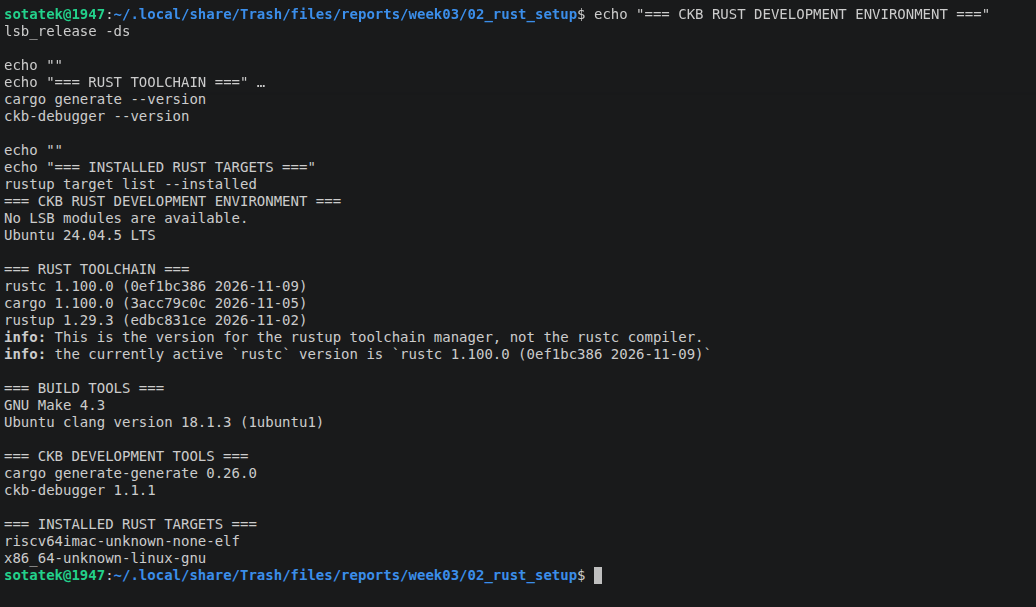 sotatek@1947:~/.local/share/Trash/files/reports/week03/02_rust_setup$ echo "=== CKB RUST DEVELOPMENT ENVIRONMENT ==="
lsb_release -ds

echo ""
echo "=== RUST TOOLCHAIN ===" …
cargo generate --version
ckb-debugger --version

echo ""
echo "=== INSTALLED RUST TARGETS ==="
rustup target list --installed
=== CKB RUST DEVELOPMENT ENVIRONMENT ===
No LSB modules are available.
Ubuntu 24.04.5 LTS

=== RUST TOOLCHAIN ===
rustc 1.100.0 (0ef1bc386 2026-11-09)
cargo 1.100.0 (3acc79c0c 2026-11-05)
rustup 1.29.3 (edbc831ce 2026-11-02)
info: This is the version for the rustup toolchain manager, not the rustc compiler.
info: the currently active `rustc` version is `rustc 1.100.0 (0ef1bc386 2026-11-09)`

=== BUILD TOOLS ===
GNU Make 4.3
Ubuntu clang version 18.1.3 (1ubuntu1)

=== CKB DEVELOPMENT TOOLS ===
cargo generate-generate 0.26.0
ckb-debugger 1.1.1

=== INSTALLED RUST TARGETS ===
riscv64imac-unknown-none-elf
x86_64-unknown-linux-gnu
sotatek@1947:~/.local/share/Trash/files/reports/week03/02_rust_setup$